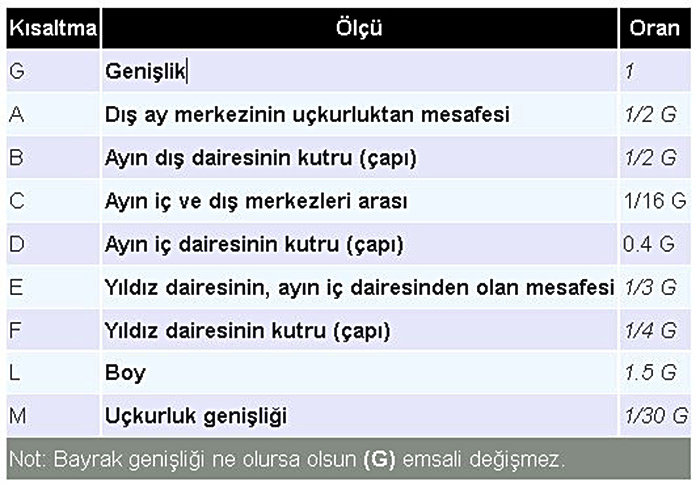 Kısaltma Ölçü Oran
G Genişlik 1
A Dış ay merkezinin uçkurluktan mesafesi 1/2 G
B Ayın dış dairesinin kutru (çapı) 1/2 G
C Ayın iç ve dış merkezleri arası 1/16 G
D Ayın iç dairesinin kutru (çapı) 0.4 G
E Yıldız dairesinin, ayın iç dairesinden olan mesafesi 1/3 G
F Yıldız dairesinin kutru (çapı) 1/4 G
L Boy 1.5 G
M Uçkurluk genişliği 1/30 G
Not: Bayrak genişliği ne olursa olsun (G) emsali değişmez.